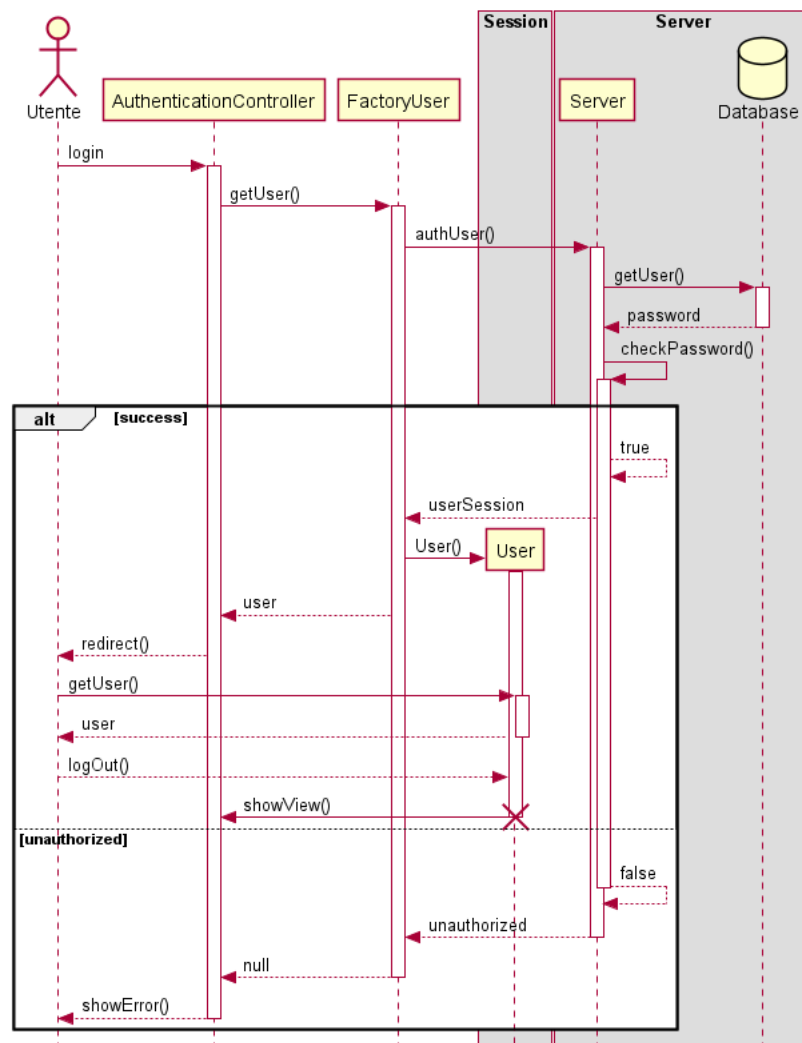 Session
Server
Utente
AuthenticationController
FactoryUser
Server
Database
login
getUser()
authUser()
getUser()
password
checkPassword()
alt
[success]
true
userSession
User()
User
user
redirect()
getUser()
user
logOut()
showView()
[unauthorized]
false
unauthorized
null
showError()